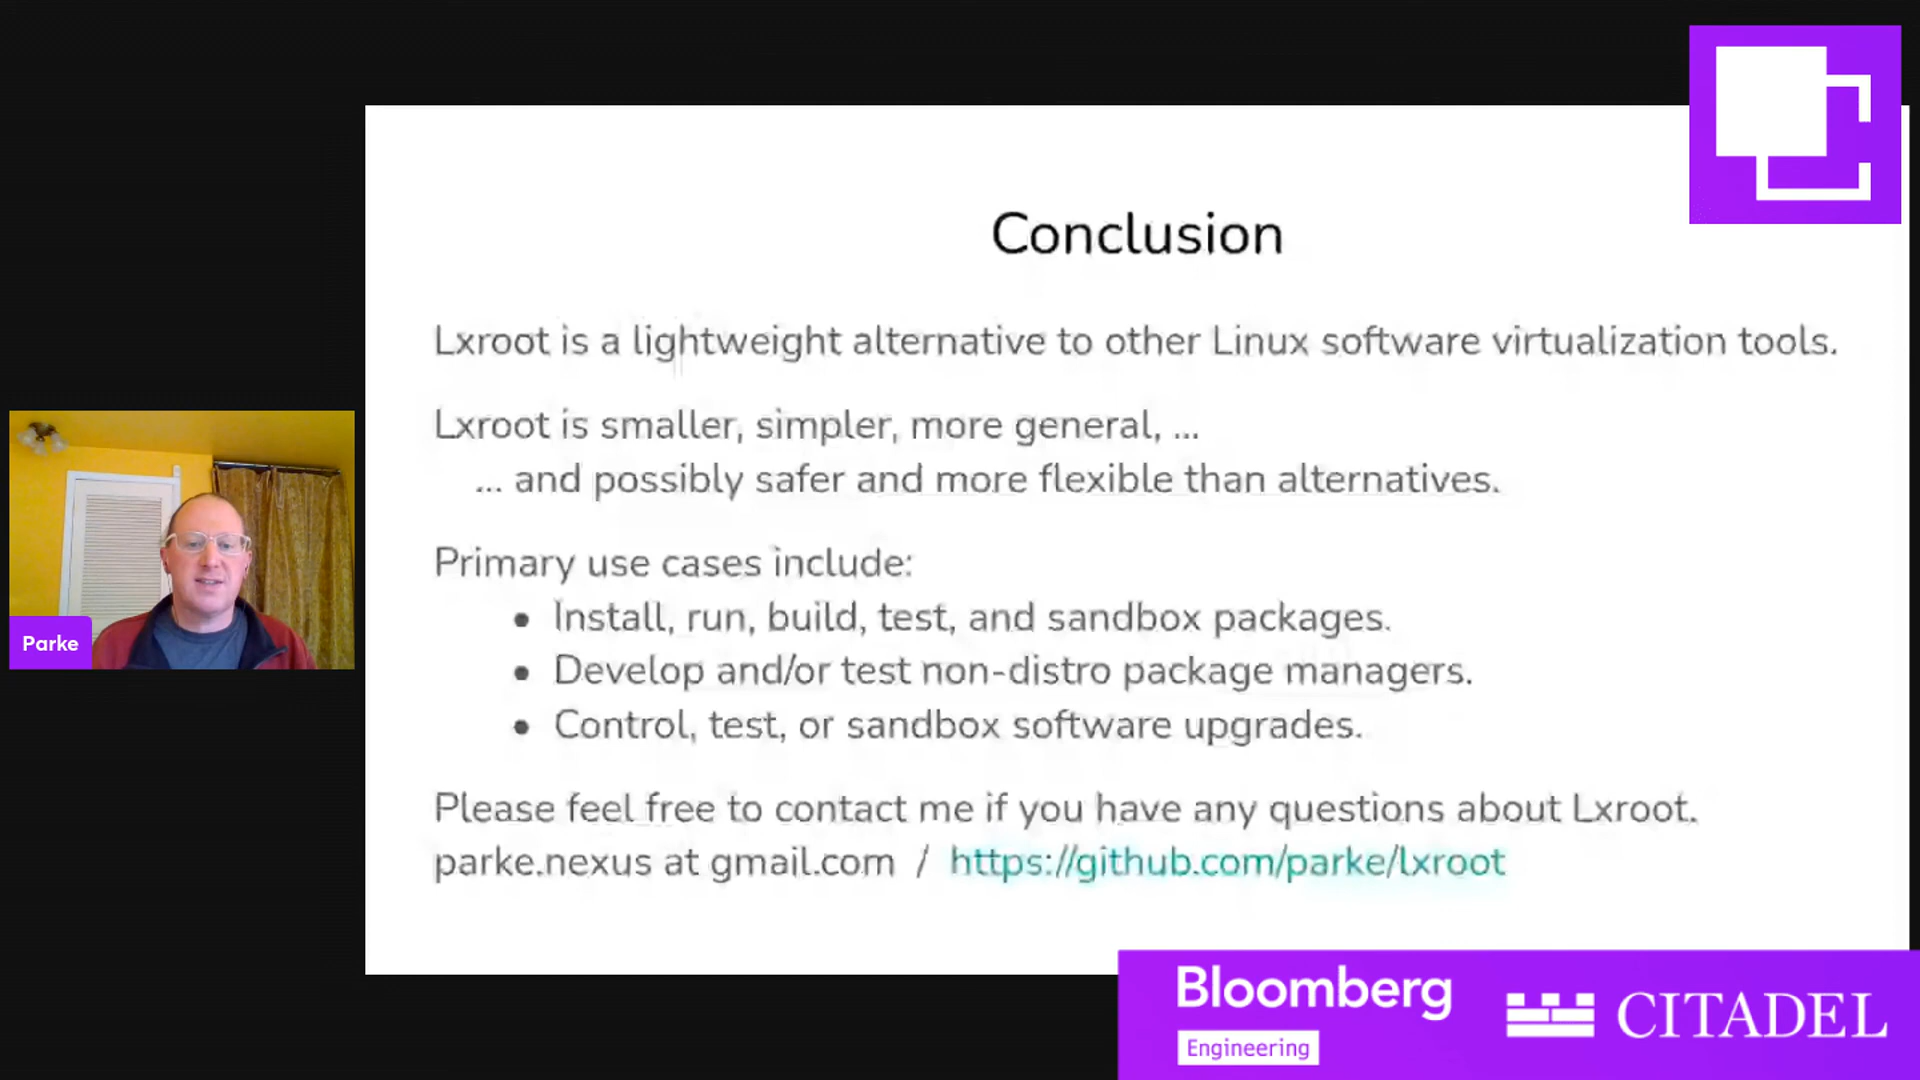 Conclusion
Lxroot is a lightweight alternative to other Linux software virtualization tools.
Lxroot is smaller, simpler, more general, ...
... and possibly safer and more flexible than alternatives.
Primary use cases include:
• Install, run, build, test, and sandbox packages.
• Develop and/or test non-distro package managers.
• Control, test, or sandbox software upgrades.
Please feel free to contact me if you have any questions about Lxroot.
parke.nexus at gmail.com / https://github.com/parke/lxroot
Parke
Bloomberg
Engineering
CITADEL